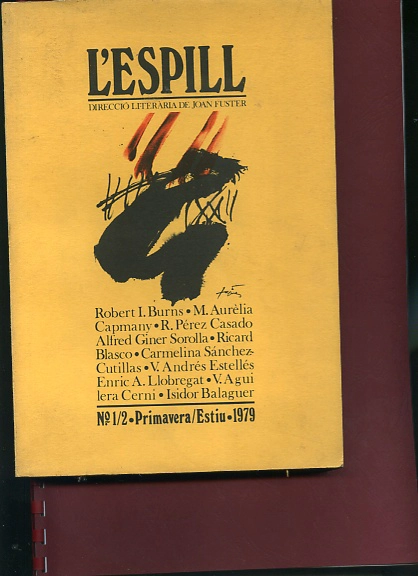 L'ESPILL
DIRECCIÓ LITERÀRIA DE JOAN FUSTER
Robert I. Burns • M. Aurèlia
Capmany • R. Pérez Casado
Alfred Giner Sorolla • Ricard
Blasco • Carmelina Sánchez-
Cutillas • V. Andrés Estellés
Enric A. Llobregat • V. Agui
lera Cerni • Isidor Balaguer
Nº 1/2 • Primavera/Estiu • 1979